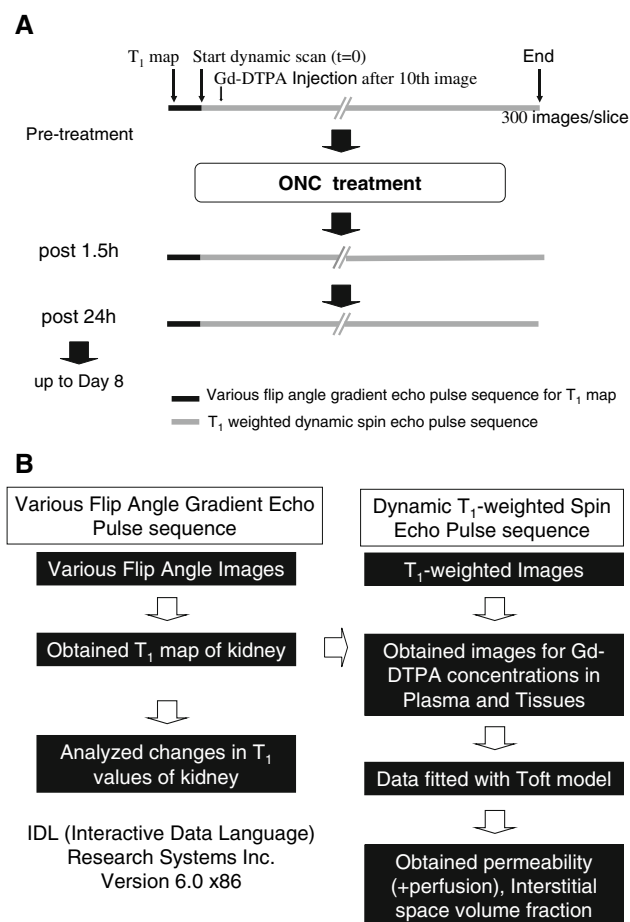 A
T1 map
Start dynamic scan (t=0)
Gd-DTPA Injection after 10th image
End
300 images/slice
Pre-treatment
ONC treatment
post 1.5h
post 24h
up to Day 8
Various flip angle gradient echo pulse sequence for T1 map
T1 weighted dynamic spin echo pulse sequence
B
Various Flip Angle Gradient Echo
Pulse sequence
Various Flip Angle Images
Obtained T1 map of kidney
Analyzed changes in T1
values of kidney
IDL (Interactive Data Language)
Research Systems Inc.
Version 6.0 x86
Dynamic T1-weighted Spin
Echo Pulse sequence
T1-weighted Images
Obtained images for Gd-
DTPA concentrations in
Plasma and Tissues
Data fitted with Toft model
Obtained permeability
(+perfusion), Interstitial
space volume fraction